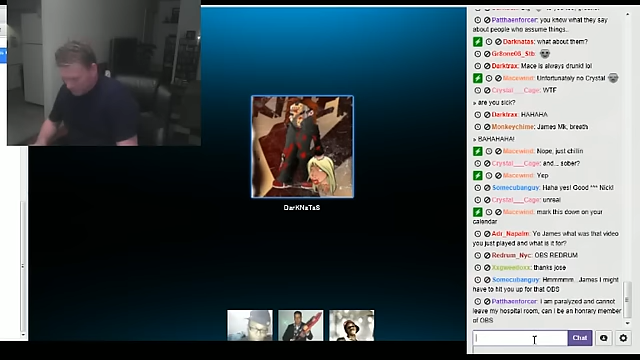 DarKNaTaS
Patthaenforcer: you know what they say
about people who assume things..
Darknatas: what about them?
Darktrax: Mace is always drunk! lol
Macewind: Unfortunately no Crystal
Crystal___Cage: WTF
> are you sick?
Darktrax: HAHAHA
Monkeychime: James Mk, breath
> BAHAHAHA!
Macewind: Nope, just chillin
Crystal___Cage: and... sober?
Macewind: Yep
Somecubanguy: Haha yes! Good ^^^ Nick!
Crystal___Cage: unreal
Macewind: mark this down on your
calendar
Adr_Napalm: Yo James what was that video
you just played and what is it for?
Redrum_Nyc: OBS REDRUM
thanks jose
Somecubanguy: Hmmmmm.. James I might
have to hit you up for that OBS
Patthaenforcer: I am paralyzed and cannot
leave my hospital room, can i be an honrary member
of OBS
Chat